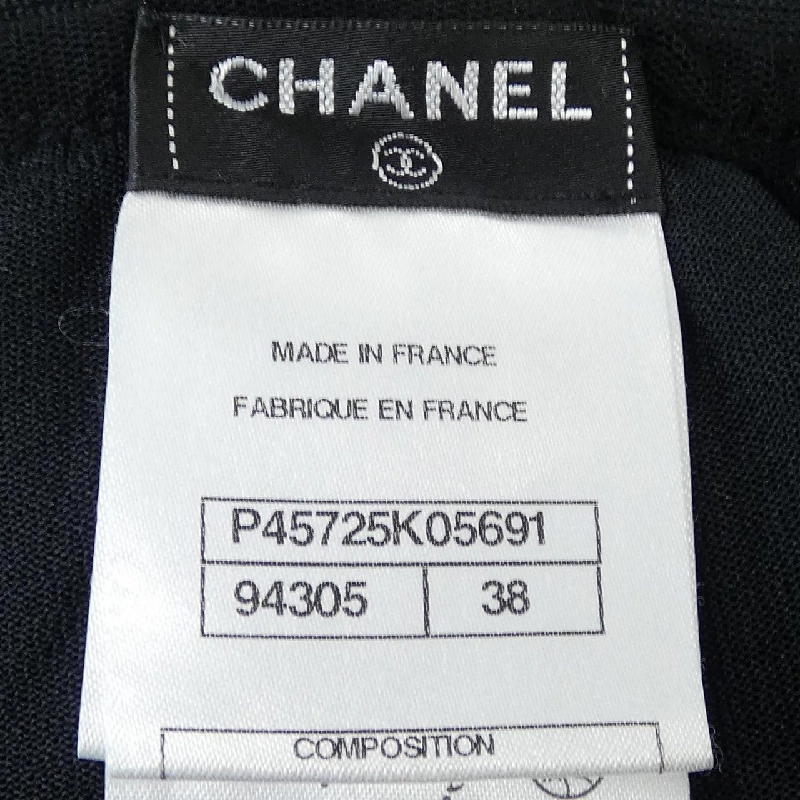 CHANEL
MADE IN FRANCE
FABRIQUE EN FRANCE
P45725K05691
94305 38
COMPOSITION